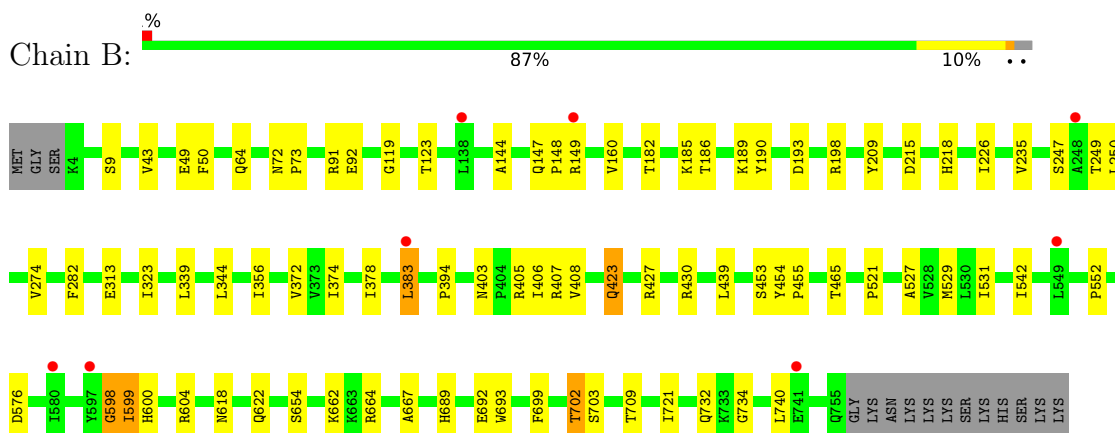 .%
Chain B:
87%
10%
• •
MET GLY SER K4 S9 V43 E49 F50 Q64 N72 P73 R91 E92 G119 T123 L138 A144 Q147 P148 R149 V160 T182 K185 T186 K189 Y190 D193 R198 Y209 D215 H218 I226 V235 S247 A248 T249 L250
V274 F282 E313 I323 L339 L344 I356 V372 V373 I374 I378 L383 P394 N403 P404 R405 I406 R407 V408 Q423 R427 R430 L439 S453 Y454 P455 T465 P521 A527 V528 M529 L530 I531 I542 L549 P552
D576 I580 Y597 G598 I599 H600 R604 N618 Q622 S654 K662 K663 R664 A667 H689 E692 W693 F699 T702 S703 T709 I721 Q732 K733 G734 L740 E741 Q755 GLY LYS ASN LYS LYS LYS SER LYS HIS SER LYS LYS